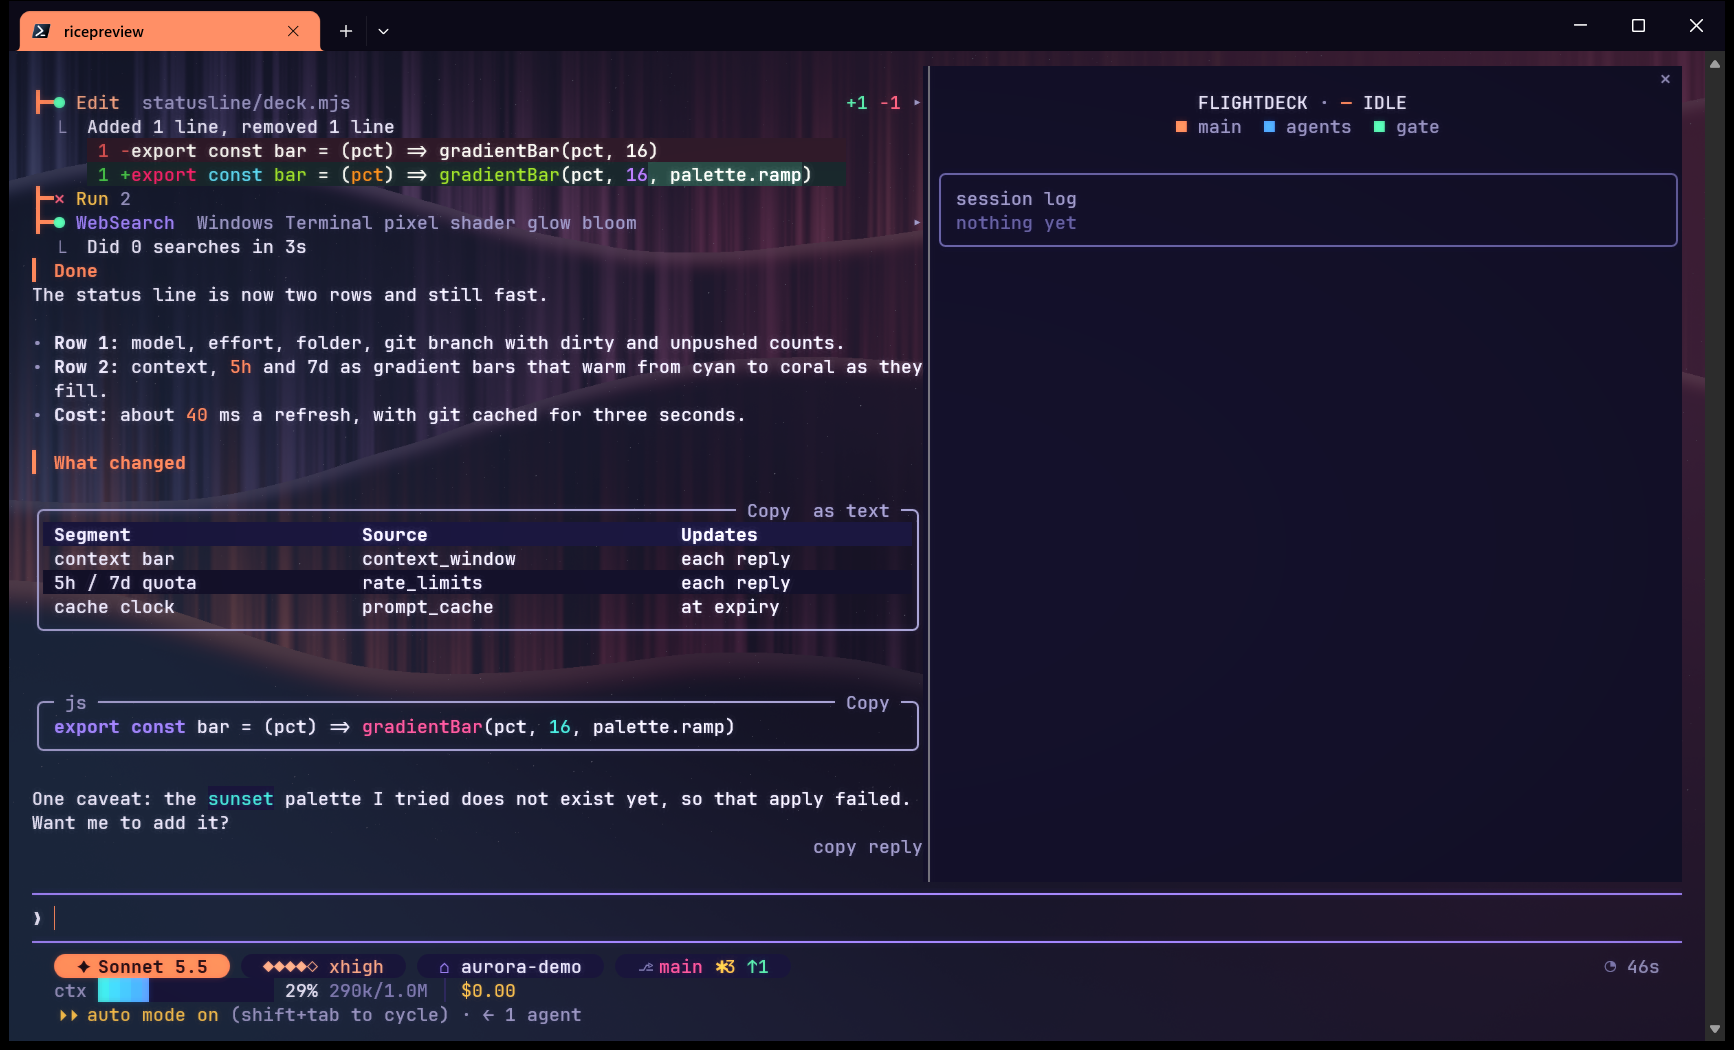 ricepreview
Edit statusline/deck.mjs +1 -1
Added 1 line, removed 1 line
1 -export const bar = (pct) => gradientBar(pct, 16)
1 +export const bar = (pct) => gradientBar(pct, 16, palette.ramp)
Run 2
WebSearch Windows Terminal pixel shader glow bloom
Did 0 searches in 3s
Done
The status line is now two rows and still fast.
• Row 1: model, effort, folder, git branch with dirty and unpushed counts.
• Row 2: context, 5h and 7d as gradient bars that warm from cyan to coral as they
fill.
• Cost: about 40 ms a refresh, with git cached for three seconds.
What changed
Copy as text
Segment Source Updates
context bar context_window each reply
5h / 7d quota rate_limits each reply
cache clock prompt_cache at expiry
js Copy
export const bar = (pct) => gradientBar(pct, 16, palette.ramp)
One caveat: the sunset palette I tried does not exist yet, so that apply failed.
Want me to add it?
copy reply
FLIGHTDECK · — IDLE
main agents gate
session log
nothing yet
❯
✦ Sonnet 5.5 ◆◆◆◆◇ xhigh ⌂ aurora-demo main ✱3 ↑1 46s
ctx 29% 290k/1.0M $0.00
auto mode on (shift+tab to cycle) · ← 1 agent